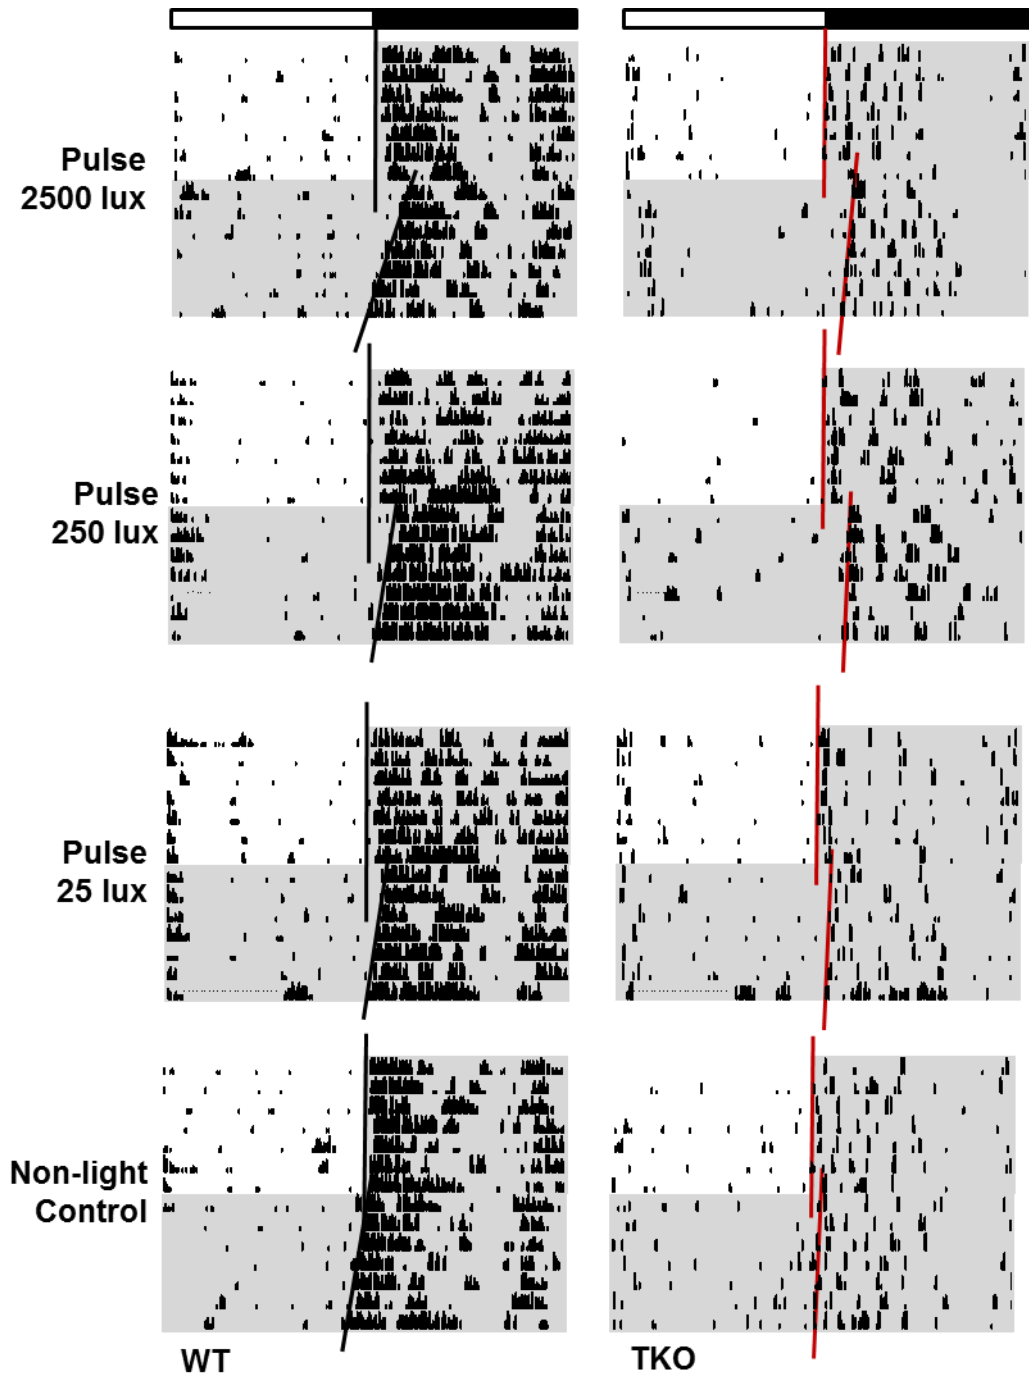 Pulse
2500 lux
Pulse
250 lux
Pulse
25 lux
Non-light
Control
WT
TKO